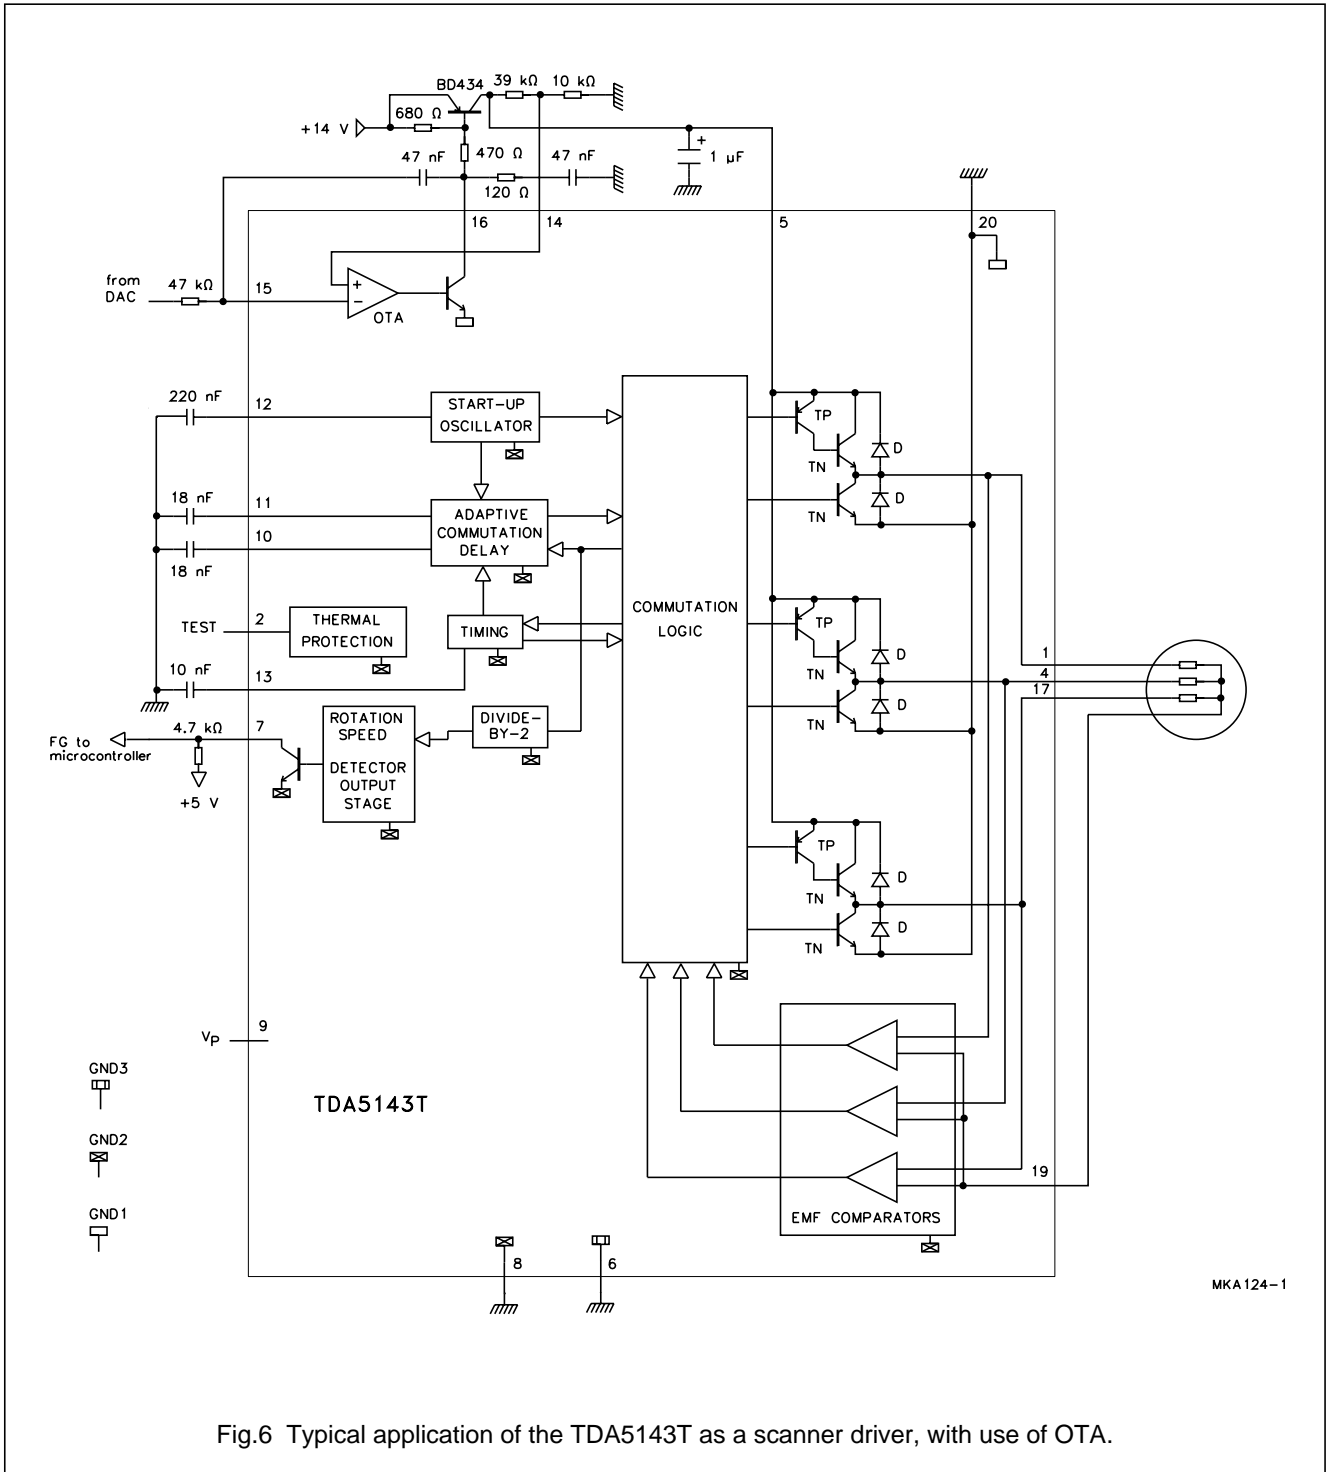 BD434
39 kΩ
10 kΩ
680 Ω
+14 V
47 nF
470 Ω
47 nF
120 Ω
+
1 μF
16
14
5
20
from
DAC
47 kΩ
15
+
−
OTA
220 nF
12
START-UP
OSCILLATOR
TP
TN
D
TN
D
18 nF
11
10
18 nF
ADAPTIVE
COMMUTATION
DELAY
COMMUTATION
LOGIC
TEST
2
THERMAL
PROTECTION
TIMING
TP
TN
D
TN
D
1
4
17
10 nF
13
4.7 kΩ
7
FG to
microcontroller
+5 V
ROTATION
SPEED
DETECTOR
OUTPUT
STAGE
DIVIDE-
BY-2
TP
TN
D
TN
D
VP
9
GND3
TDA5143T
GND2
GND1
19
EMF COMPARATORS
8
6
MKA124-1
Fig.6 Typical application of the TDA5143T as a scanner driver, with use of OTA.